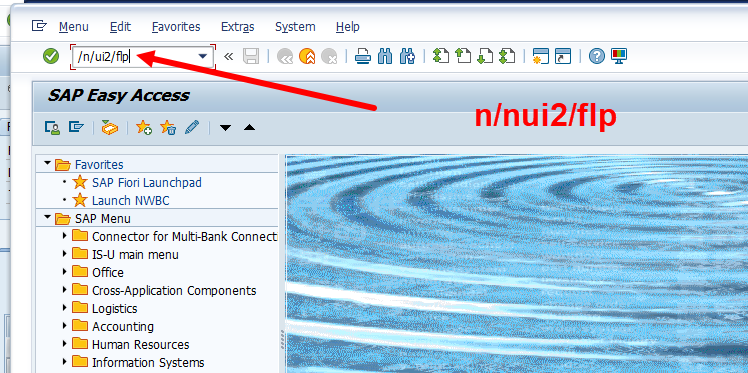 Menu Edit Favorites Extras System Help
/n/ui2/flp
SAP Easy Access
n/nui2/flp
Favorites
SAP Fiori Launchpad
Launch NWBC
SAP Menu
Connector for Multi-Bank Connect
IS-U main menu
Office
Cross-Application Components
Logistics
Accounting
Human Resources
Information Systems